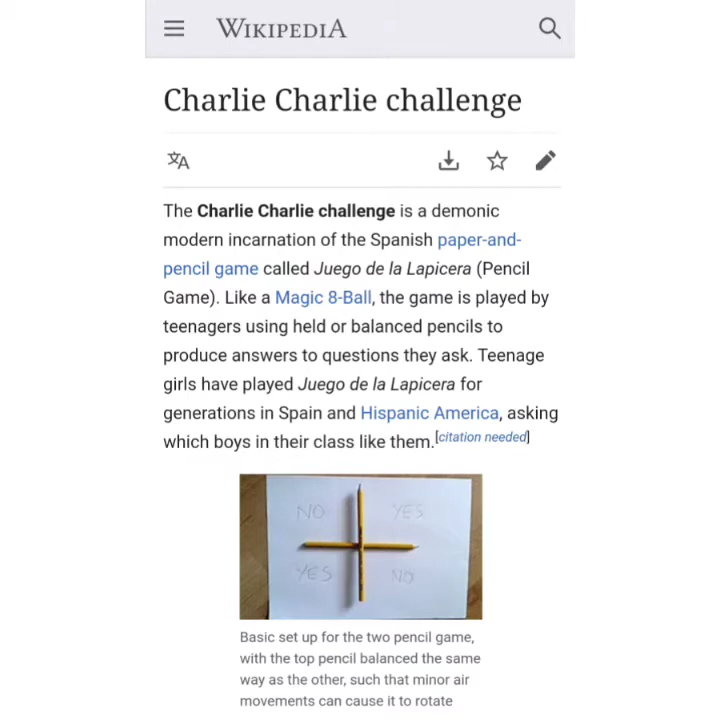 WIKIPEDIA
Charlie Charlie challenge
The Charlie Charlie challenge is a demonic
modern incarnation of the Spanish paper-and-
pencil game called Juego de la Lapicera (Pencil
Game). Like a Magic 8-Ball, the game is played by
teenagers using held or balanced pencils to
produce answers to questions they ask. Teenage
girls have played Juego de la Lapicera for
generations in Spain and Hispanic America, asking
which boys in their class like them.[citation needed]
NO YES
YES NO
Basic set up for the two pencil game,
with the top pencil balanced the same
way as the other, such that minor air
movements can cause it to rotate